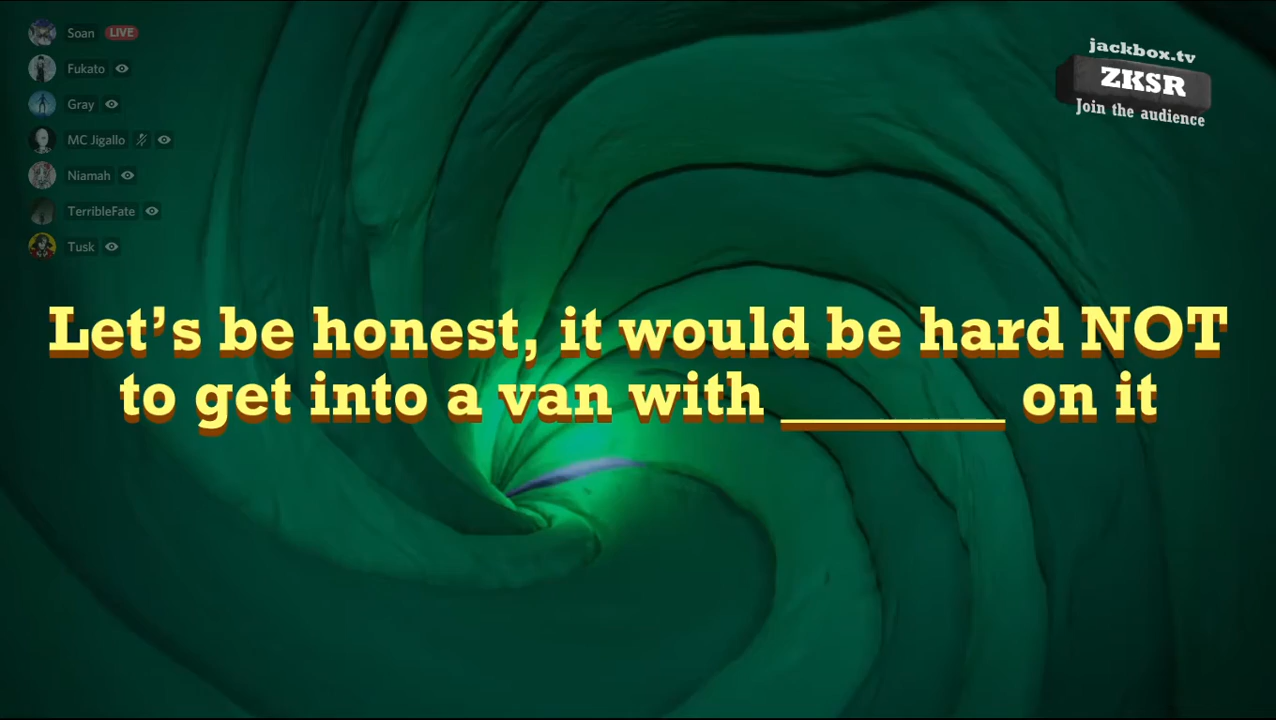 Soan LIVE
Fukato
Gray
MC Jigallo
Niamah
TerribleFate
Tusk
jackbox.tv
ZKSR
Join the audience
Let's be honest, it would be hard NOT
to get into a van with ________ on it